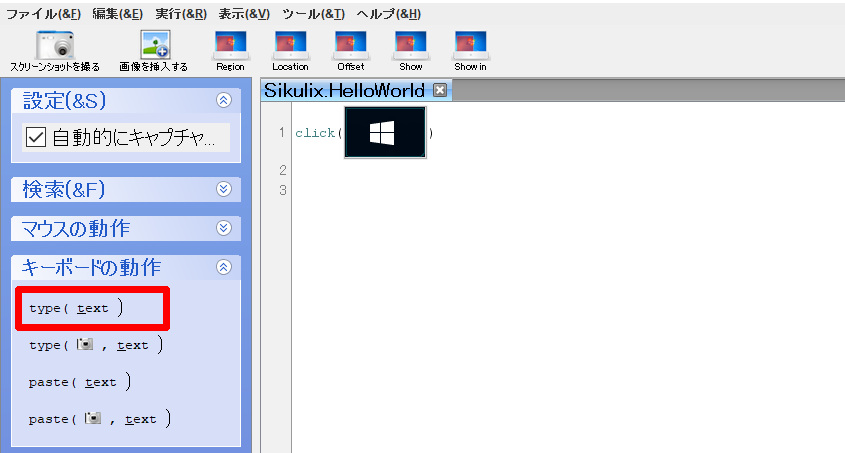 ファイル(&F) 編集(&E) 実行(&R) 表示(&V) ツール(&T) ヘルプ(&H)
スクリーンショットを撮る 画像を挿入する Region Location Offset Show Show in
Sikulix.HelloWorld
設定(&S)
自動的にキャプチャ...
検索(&F)
マウスの動作
キーボードの動作
type( text )
type( , text )
paste( text )
paste( , text )
1 click( )
2
3